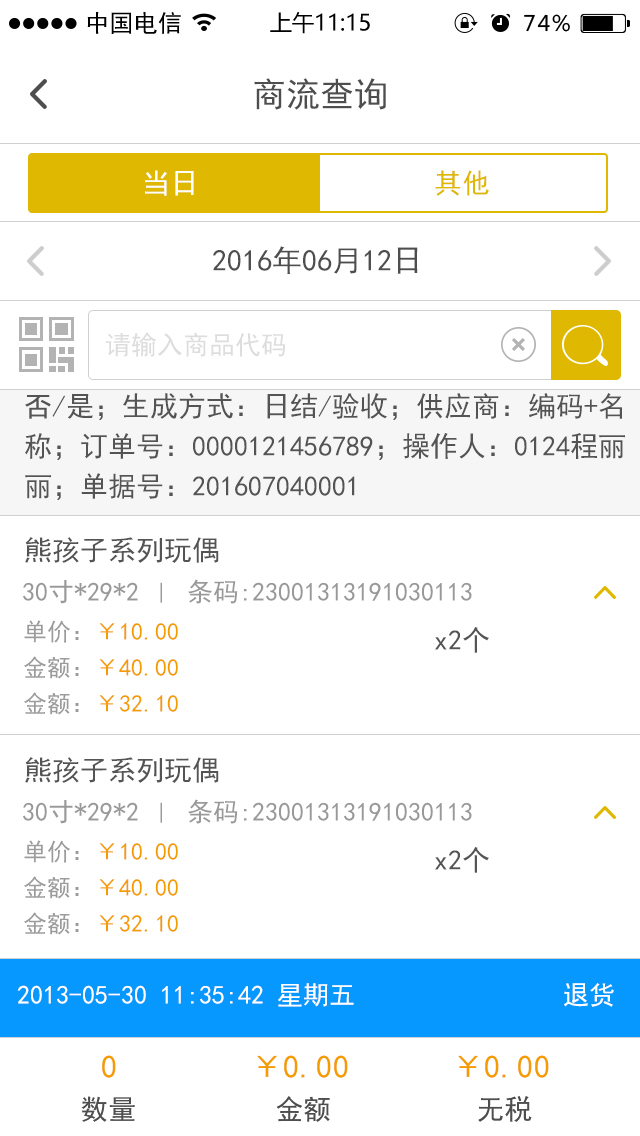 中国电信 上午11:15 74%
商流查询
当日 其他
2016年06月12日
请输入商品代码
否/是；生成方式：日结/验收；供应商：编码+名
称；订单号：0000121456789；操作人：0124程丽
丽；单据号：201607040001
熊孩子系列玩偶
30寸*29*2 | 条码:23001313191030113
单价：￥10.00
x2个
金额：￥40.00
金额：￥32.10
熊孩子系列玩偶
30寸*29*2 | 条码:23001313191030113
单价：￥10.00
x2个
金额：￥40.00
金额：￥32.10
2013-05-30 11:35:42 星期五 退货
0 ￥0.00 ￥0.00
数量 金额 无税